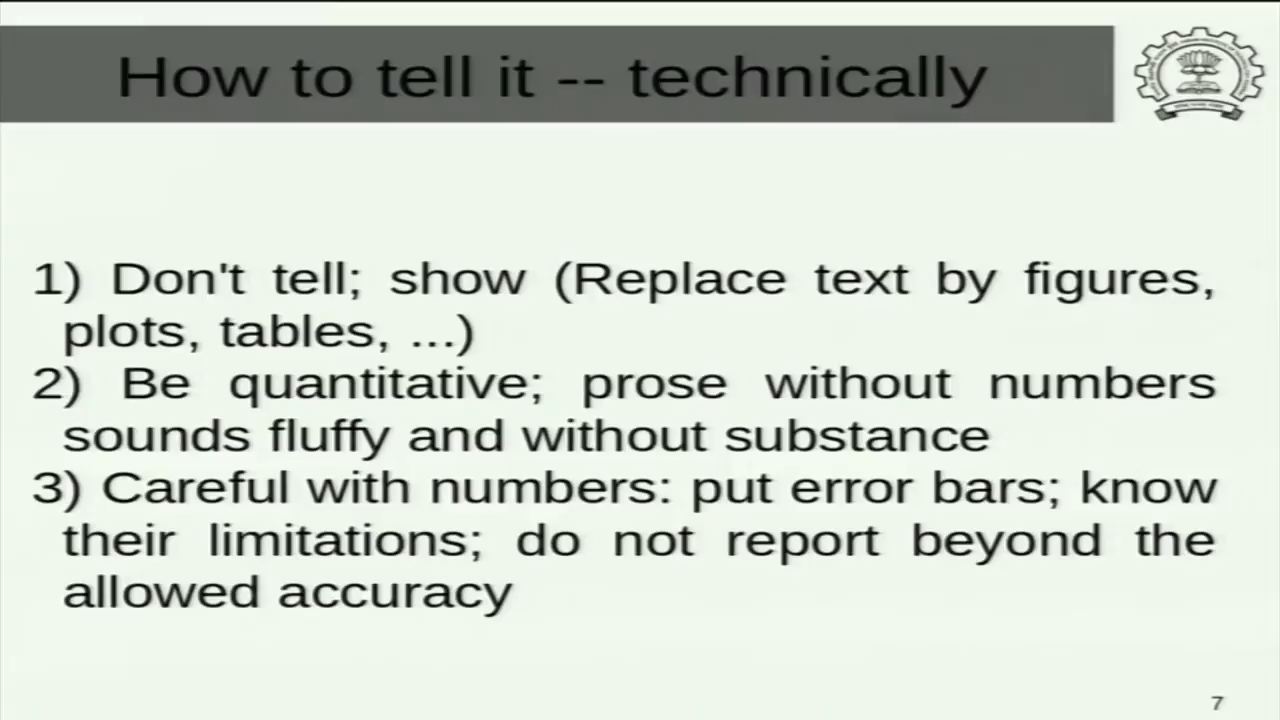 How to tell it -- technically
1) Don't tell; show (Replace text by figures,
plots, tables, ...)
2) Be quantitative; prose without numbers
sounds fluffy and without substance
3) Careful with numbers: put error bars; know
their limitations; do not report beyond the
allowed accuracy
7